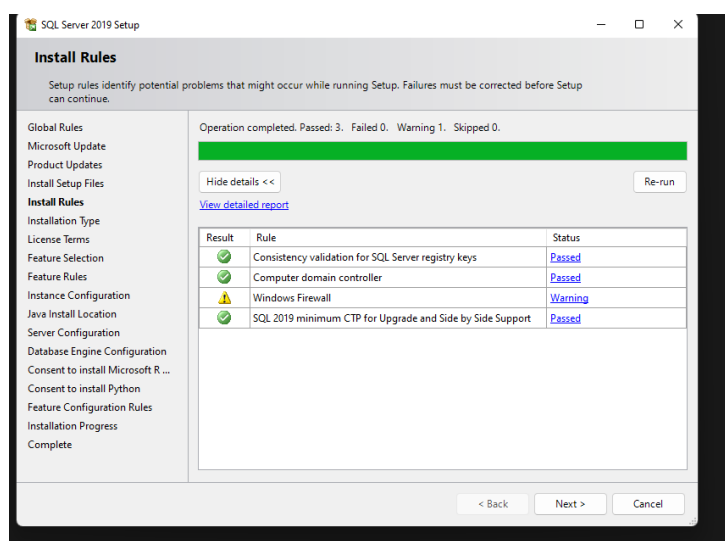 SQL Server 2019 Setup
Install Rules
Setup rules identify potential problems that might occur while running Setup. Failures must be corrected before Setup
can continue.
Global Rules
Microsoft Update
Product Updates
Install Setup Files
Install Rules
Installation Type
License Terms
Feature Selection
Feature Rules
Instance Configuration
Java Install Location
Server Configuration
Database Engine Configuration
Consent to install Microsoft R ...
Consent to install Python
Feature Configuration Rules
Installation Progress
Complete
Operation completed. Passed: 3. Failed 0. Warning 1. Skipped 0.
Hide details << Re-run
View detailed report
Result Rule Status
Consistency validation for SQL Server registry keys Passed
Computer domain controller Passed
Windows Firewall Warning
SQL 2019 minimum CTP for Upgrade and Side by Side Support Passed
< Back Next > Cancel